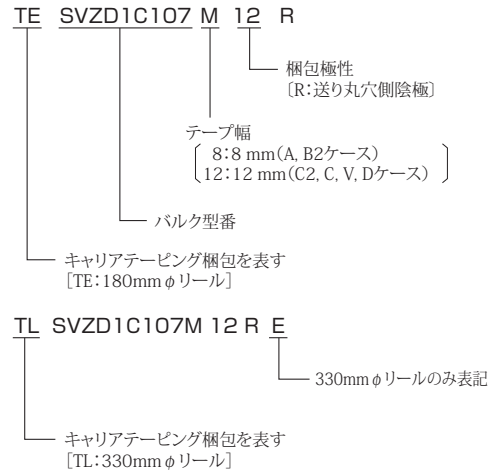 TE SVZD1C107 M 12 R
梱包極性
〔R:送り丸穴側陰極〕
テープ幅
8:8 mm(A, B2ケース)
12:12 mm(C2, C, V, Dケース)
バルク型番
キャリアテーピング梱包を表す
[TE:180mmφリール]
TL SVZD1C107M 12 R E
330mmφリールのみ表記
キャリアテーピング梱包を表す
[TL:330mmφリール]